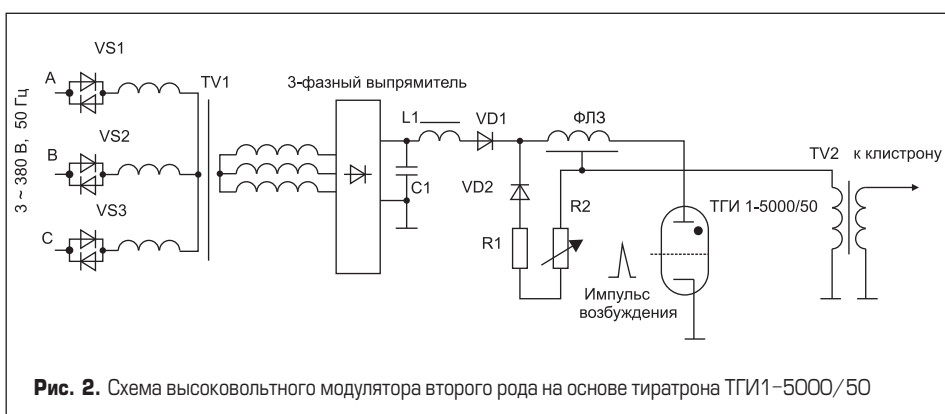 3 ~ 380 В, 50 Гц
A
VS1
TV1
B
VS2
C
VS3
3-фазный выпрямитель
L1
C1
VD1
ФЛЗ
VD2
R1
R2
Импульс
возбуждения
ТГИ 1-5000/50
TV2
к клистрону
Рис. 2. Схема высоковольтного модулятора второго рода на основе тиратрона ТГИ1-5000/50